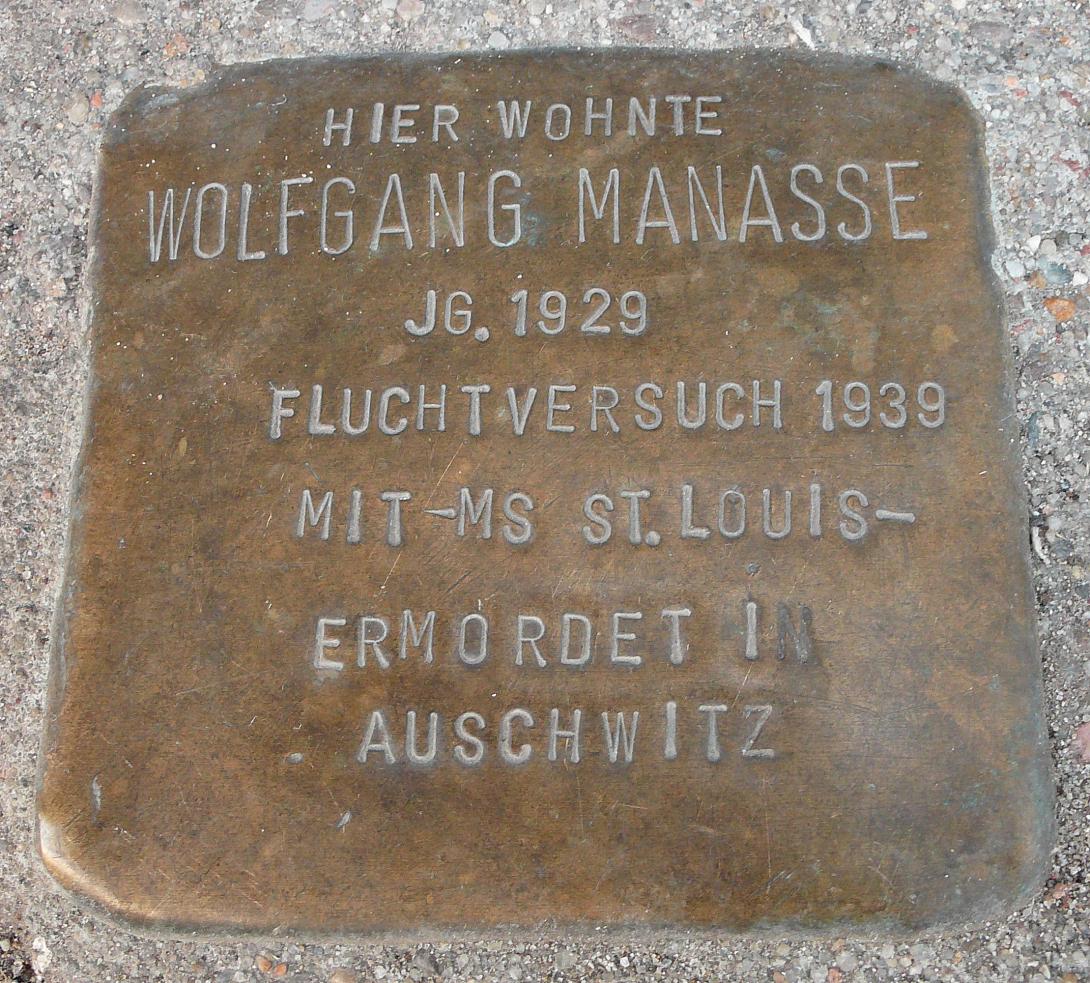 HIER WOHNTE
WOLFGANG MANASSE
JG. 1929
FLUCHTVERSUCH 1939
MIT -MS ST. LOUIS-
ERMORDET IN
AUSCHWITZ